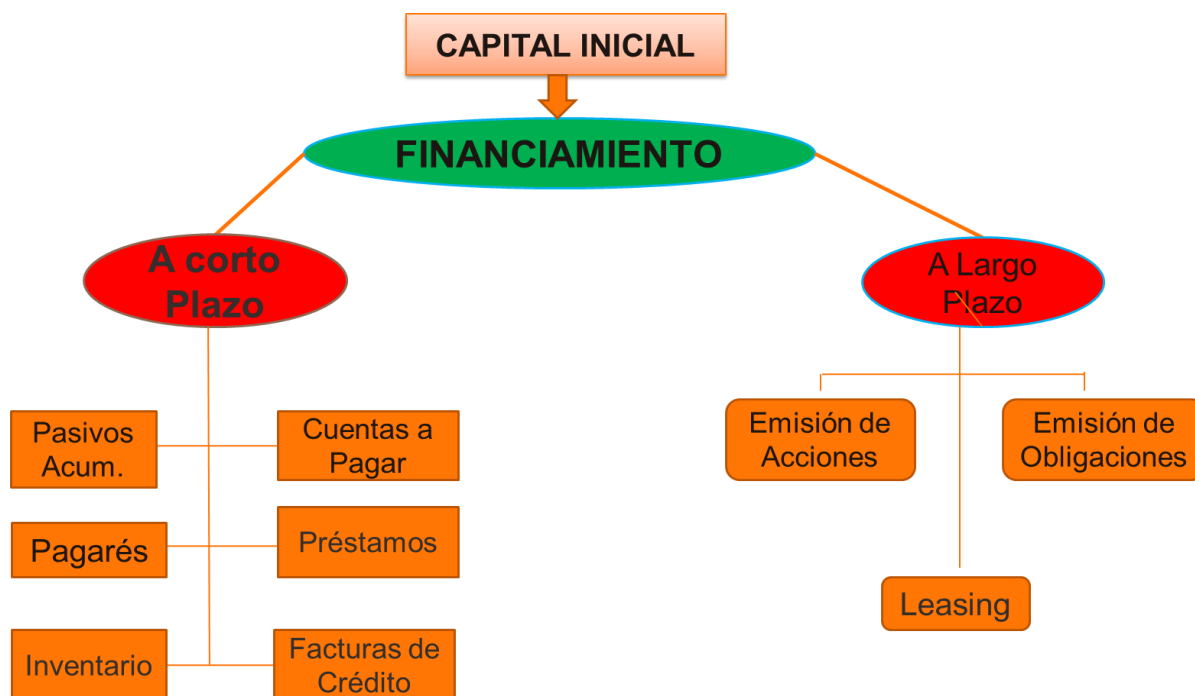 CAPITAL INICIAL
FINANCIAMIENTO
A corto
Plazo
A Largo
Plazo
Pasivos
Acum.
Cuentas a
Pagar
Pagarés
Préstamos
Inventario
Facturas de
Crédito
Emisión de
Acciones
Emisión de
Obligaciones
Leasing